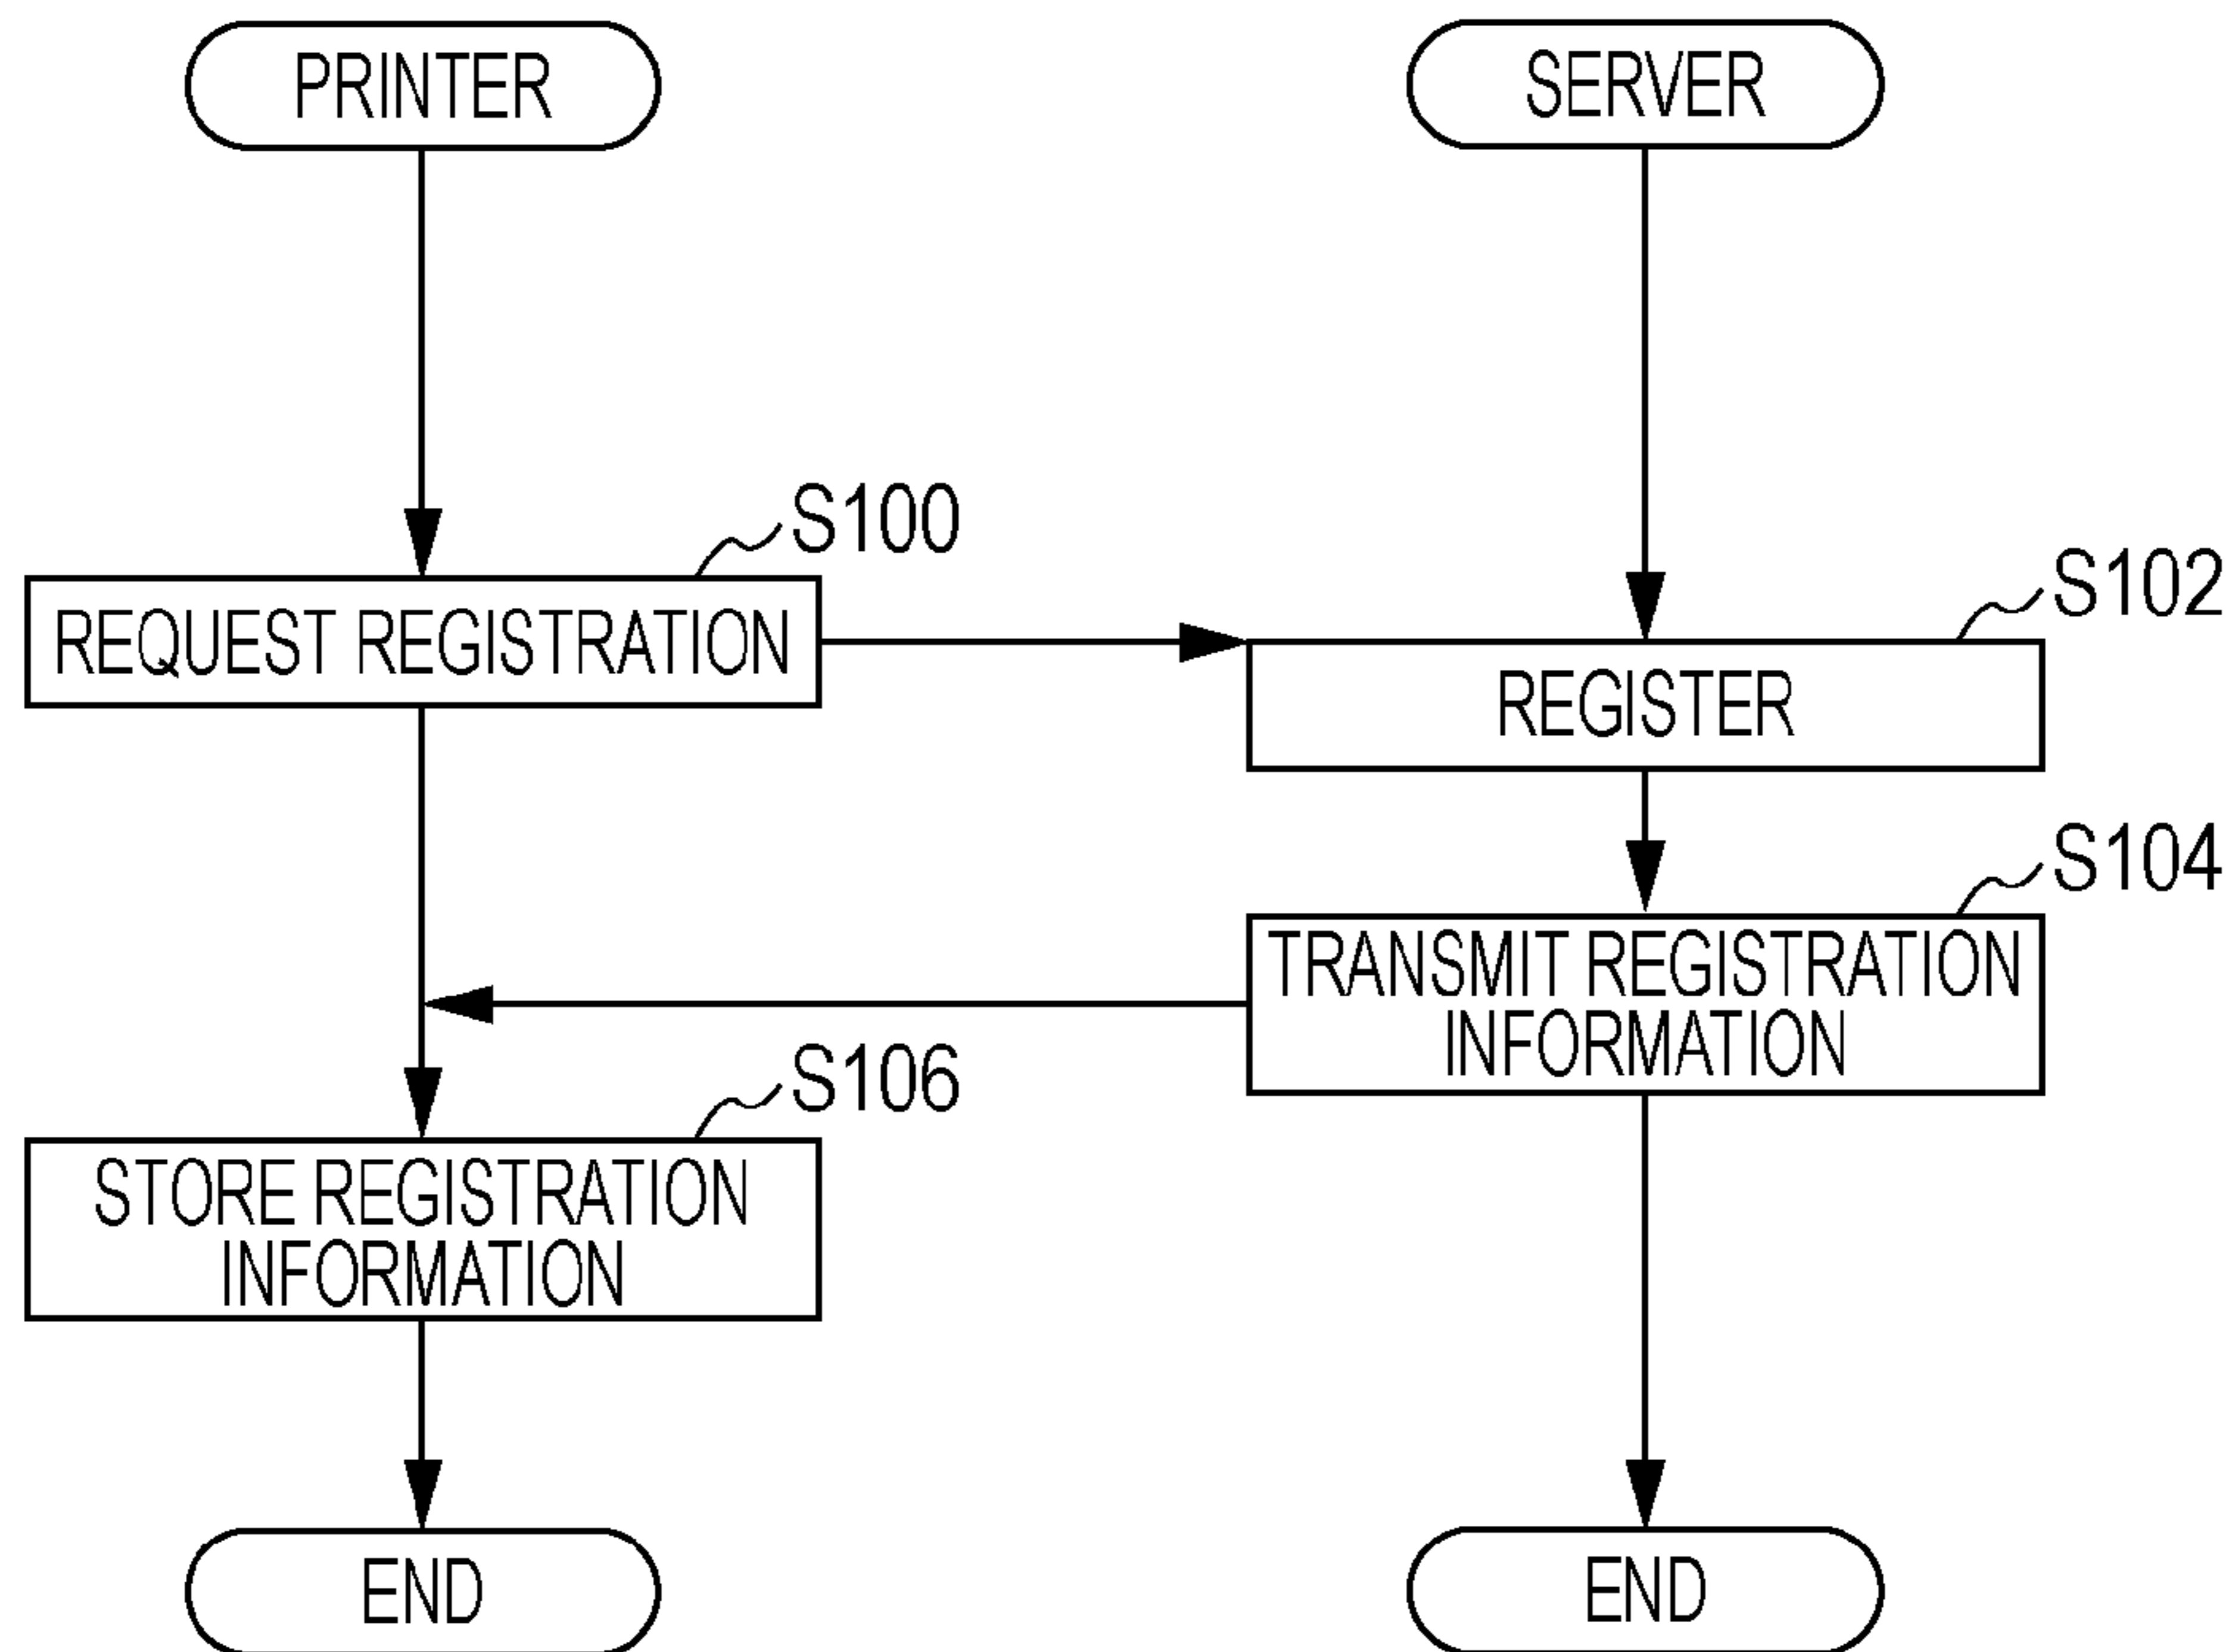 PRINTER
SERVER
S100
REQUEST REGISTRATION
S102
REGISTER
S104
TRANSMIT REGISTRATION
INFORMATION
S106
STORE REGISTRATION
INFORMATION
END
END